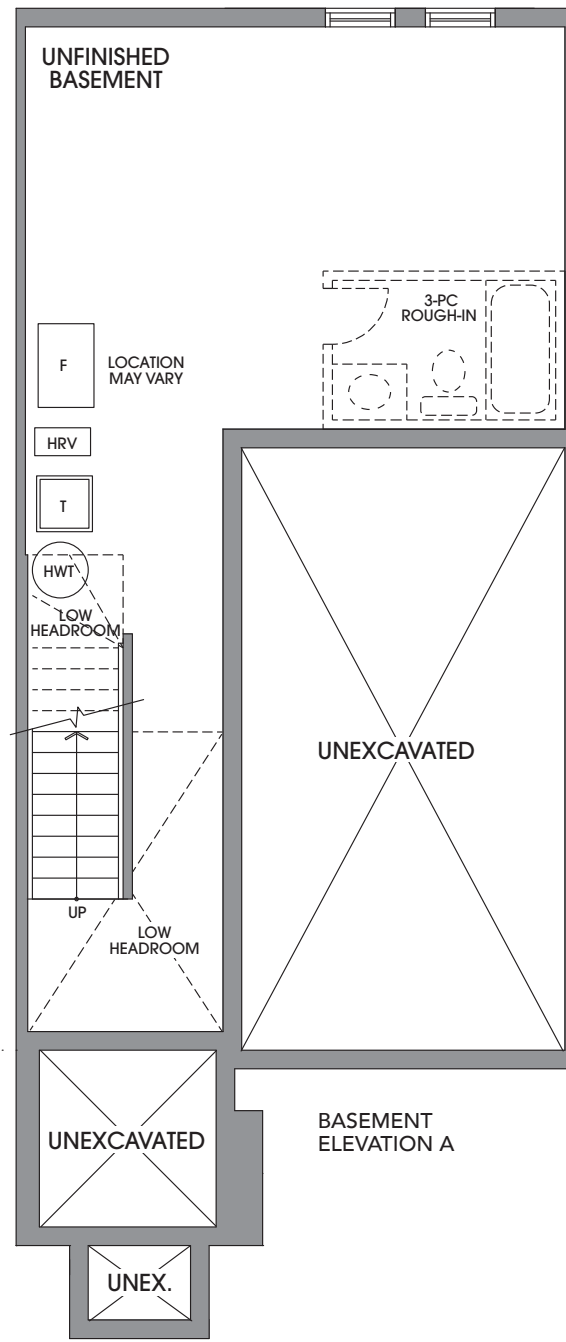 UNFINISHED
BASEMENT
3-PC
ROUGH-IN
F
LOCATION
MAY VARY
HRV
T
HWT
LOW
HEADROOM
UNEXCAVATED
UP
LOW
HEADROOM
BASEMENT
ELEVATION A
UNEXCAVATED
UNEX.